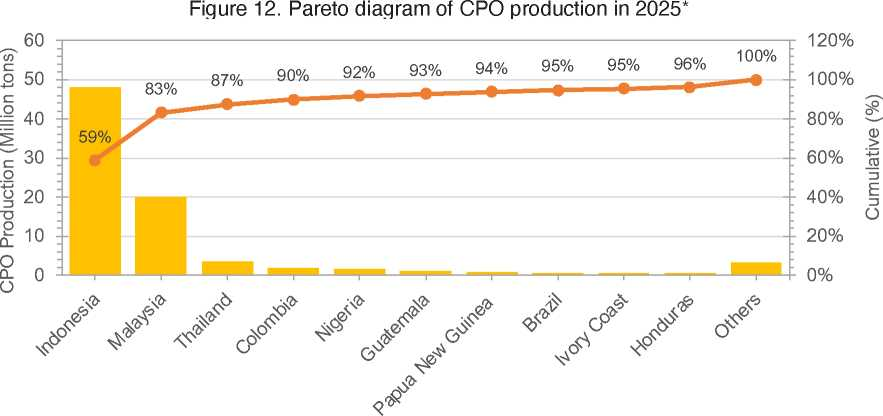 Figure 12. Pareto diagram of CPO production in 2025*
CPO Production (Million tons)
60
50
40
30
20
10
0
59%
83%
87%
90%
92%
93%
94%
95%
95%
96%
100%
120%
100%
80%
60%
40%
20%
0%
Cumulative (%)
Indonesia
Malaysia
Thailand
Colombia
Nigeria
Guatemala
Papua New Guinea
Brazil
Ivory Coast
Honduras
Others